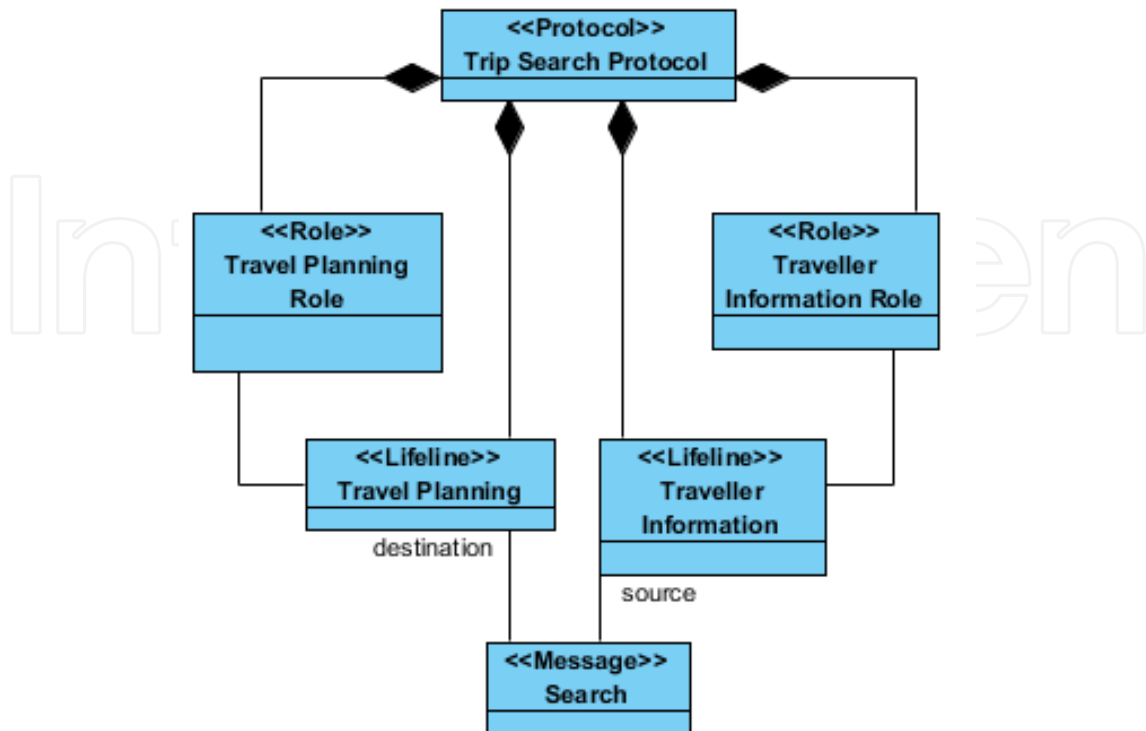 <<Protocol>>
Trip Search Protocol
<<Role>>
Travel Planning
Role
<<Role>>
Traveller
Information Role
<<Lifeline>>
Travel Planning
<<Lifeline>>
Traveller
Information
destination
source
<<Message>>
Search